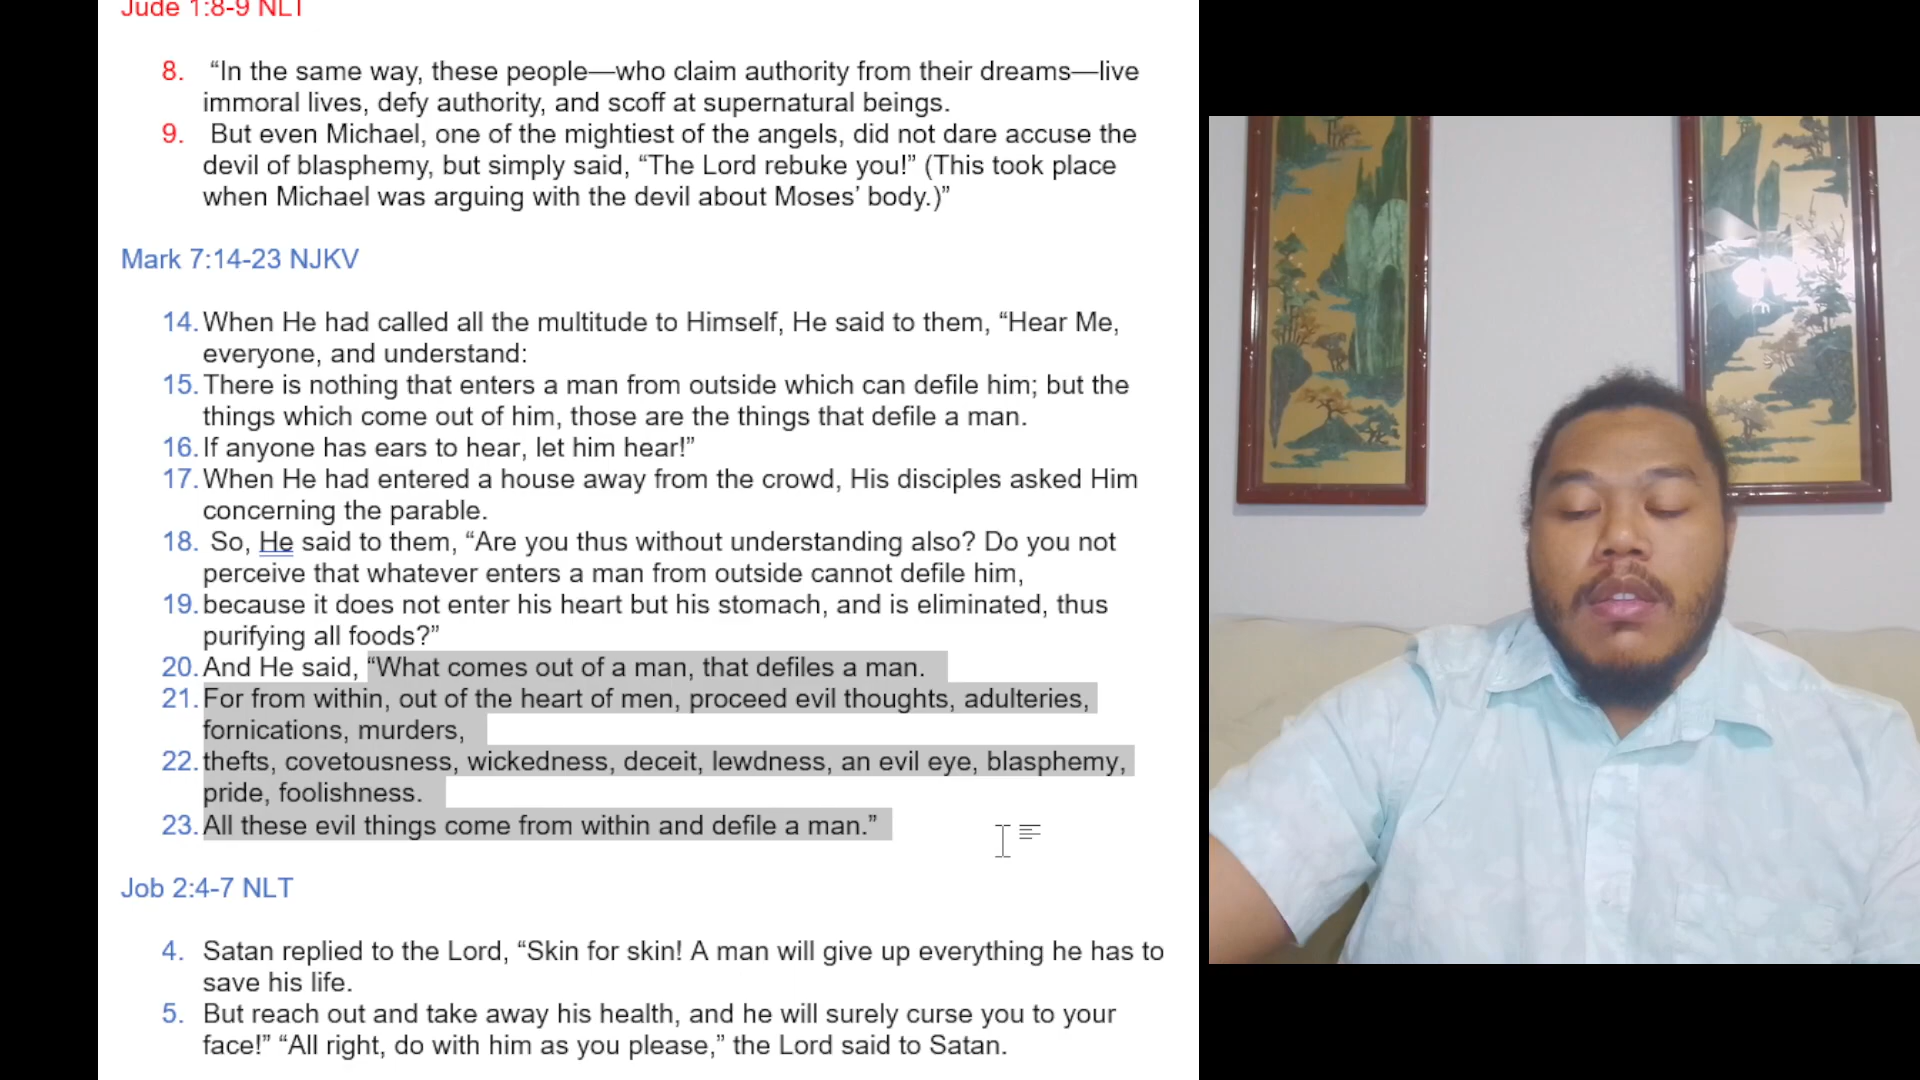 Jude 1:8-9 NLT
8. “In the same way, these people—who claim authority from their dreams—live
immoral lives, defy authority, and scoff at supernatural beings.
9. But even Michael, one of the mightiest of the angels, did not dare accuse the
devil of blasphemy, but simply said, “The Lord rebuke you!” (This took place
when Michael was arguing with the devil about Moses’ body.)”
Mark 7:14-23 NJKV
14. When He had called all the multitude to Himself, He said to them, “Hear Me,
everyone, and understand:
15. There is nothing that enters a man from outside which can defile him; but the
things which come out of him, those are the things that defile a man.
16. If anyone has ears to hear, let him hear!”
17. When He had entered a house away from the crowd, His disciples asked Him
concerning the parable.
18. So, He said to them, “Are you thus without understanding also? Do you not
perceive that whatever enters a man from outside cannot defile him,
19. because it does not enter his heart but his stomach, and is eliminated, thus
purifying all foods?”
20. And He said, “What comes out of a man, that defiles a man.
21. For from within, out of the heart of men, proceed evil thoughts, adulteries,
fornications, murders,
22. thefts, covetousness, wickedness, deceit, lewdness, an evil eye, blasphemy,
pride, foolishness.
23. All these evil things come from within and defile a man.”
Job 2:4-7 NLT
4. Satan replied to the Lord, “Skin for skin! A man will give up everything he has to
save his life.
5. But reach out and take away his health, and he will surely curse you to your
face!” “All right, do with him as you please,” the Lord said to Satan.